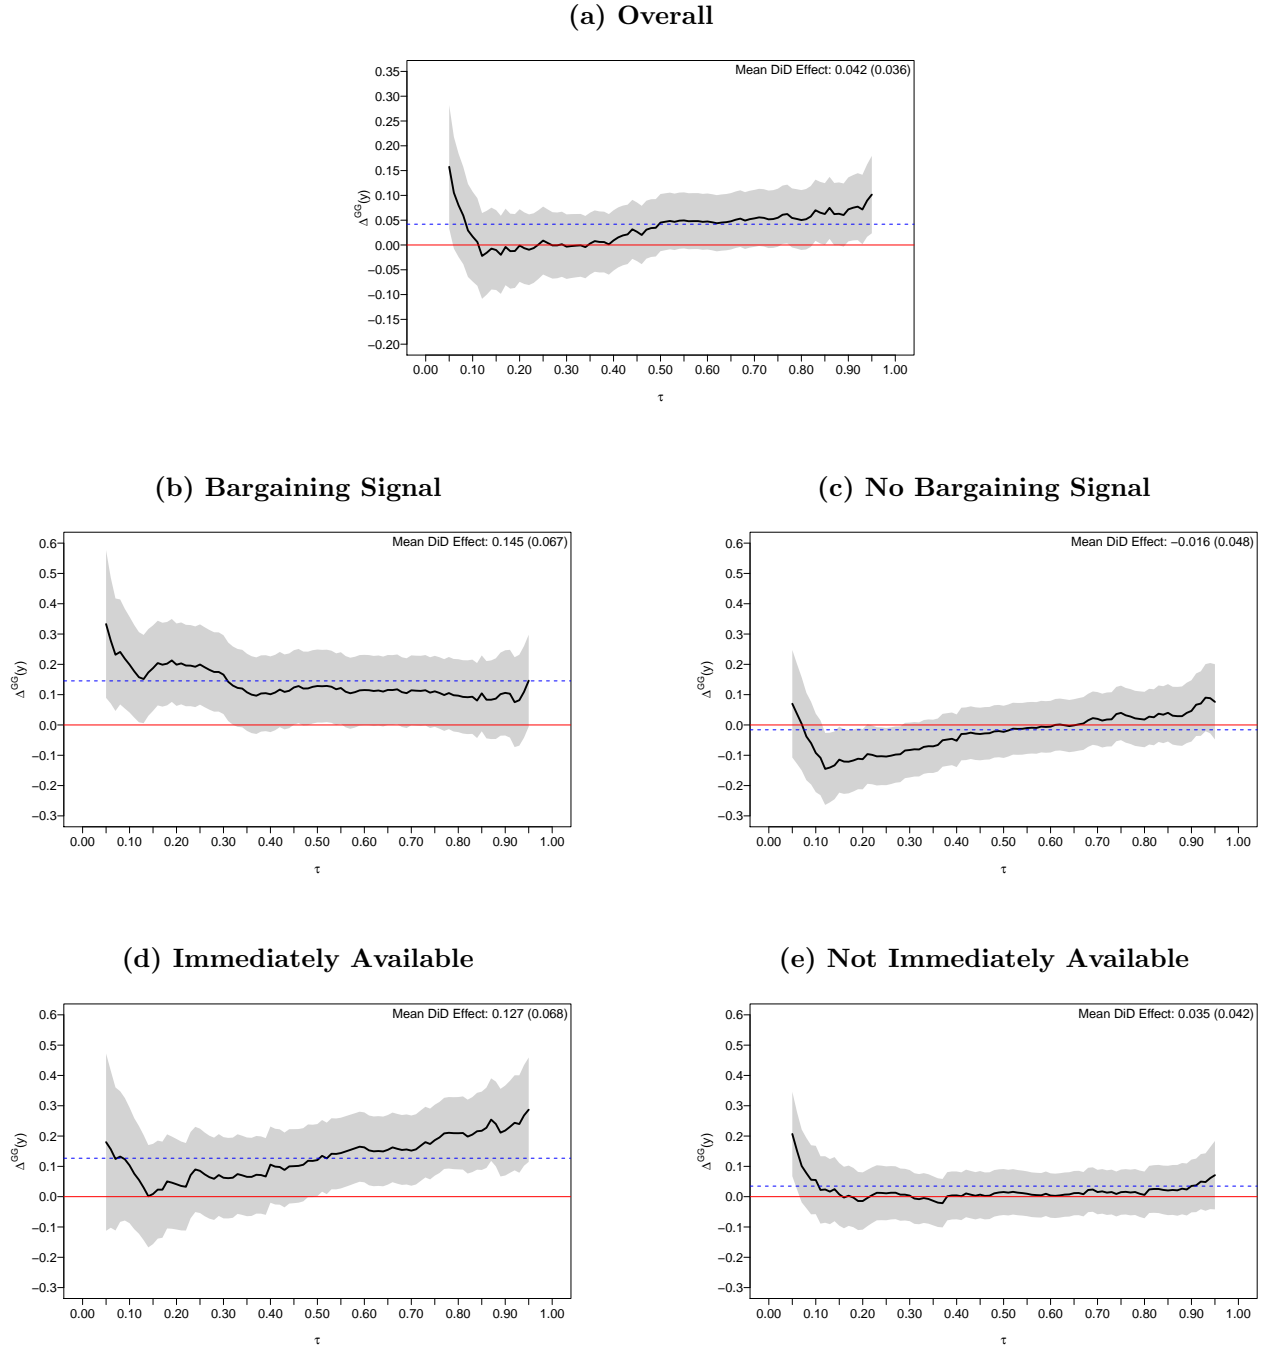 (a) Overall
Mean DiD Effect: 0.042 (0.036)
0.35
0.30
0.25
0.20
0.15
0.10
0.05
0.00
−0.05
−0.10
−0.15
−0.20
Δ^GG(y)
0.00 0.10 0.20 0.30 0.40 0.50 0.60 0.70 0.80 0.90 1.00
τ
(b) Bargaining Signal
Mean DiD Effect: 0.145 (0.067)
0.6
0.5
0.4
0.3
0.2
0.1
0.0
−0.1
−0.2
−0.3
Δ^GG(y)
0.00 0.10 0.20 0.30 0.40 0.50 0.60 0.70 0.80 0.90 1.00
τ
(c) No Bargaining Signal
Mean DiD Effect: −0.016 (0.048)
0.6
0.5
0.4
0.3
0.2
0.1
0.0
−0.1
−0.2
−0.3
Δ^GG(y)
0.00 0.10 0.20 0.30 0.40 0.50 0.60 0.70 0.80 0.90 1.00
τ
(d) Immediately Available
Mean DiD Effect: 0.127 (0.068)
0.6
0.5
0.4
0.3
0.2
0.1
0.0
−0.1
−0.2
−0.3
Δ^GG(y)
0.00 0.10 0.20 0.30 0.40 0.50 0.60 0.70 0.80 0.90 1.00
τ
(e) Not Immediately Available
Mean DiD Effect: 0.035 (0.042)
0.6
0.5
0.4
0.3
0.2
0.1
0.0
−0.1
−0.2
−0.3
Δ^GG(y)
0.00 0.10 0.20 0.30 0.40 0.50 0.60 0.70 0.80 0.90 1.00
τ